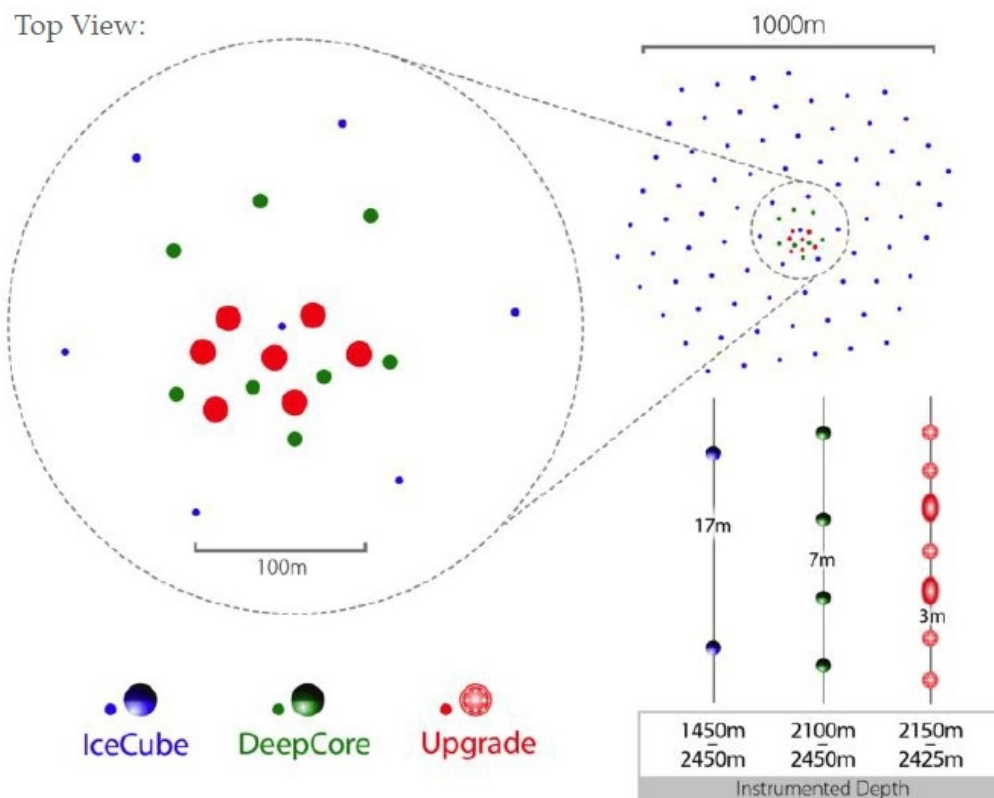 Top View:
1000m
100m
17m
7m
3m
IceCube
DeepCore
Upgrade
1450m
-
2450m
2100m
-
2450m
2150m
-
2425m
Instrumented Depth